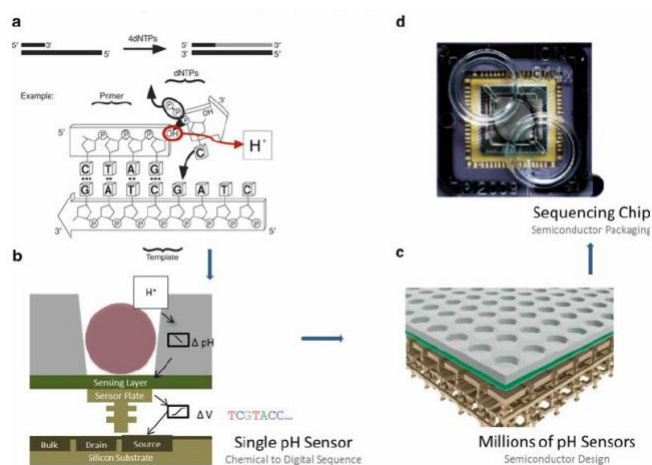 a
4dNTPs
5' 3' 5' 3'
5' 5'
dNTPs
Example:
Primer
P P
OH
5' P P P OH P
H⁺
C
C T A G
G A T C G A T C
P P P P P P P
3' 5'
Template
b
H⁺
Δ pH
Sensing Layer
Sensor Plate
Δ V
TCGTACC...
Bulk Drain Source
Silicon Substrate
Single pH Sensor
Chemical to Digital Sequence
c
Millions of pH Sensors
Semiconductor Design
d
Sequencing Chip
Semiconductor Packaging